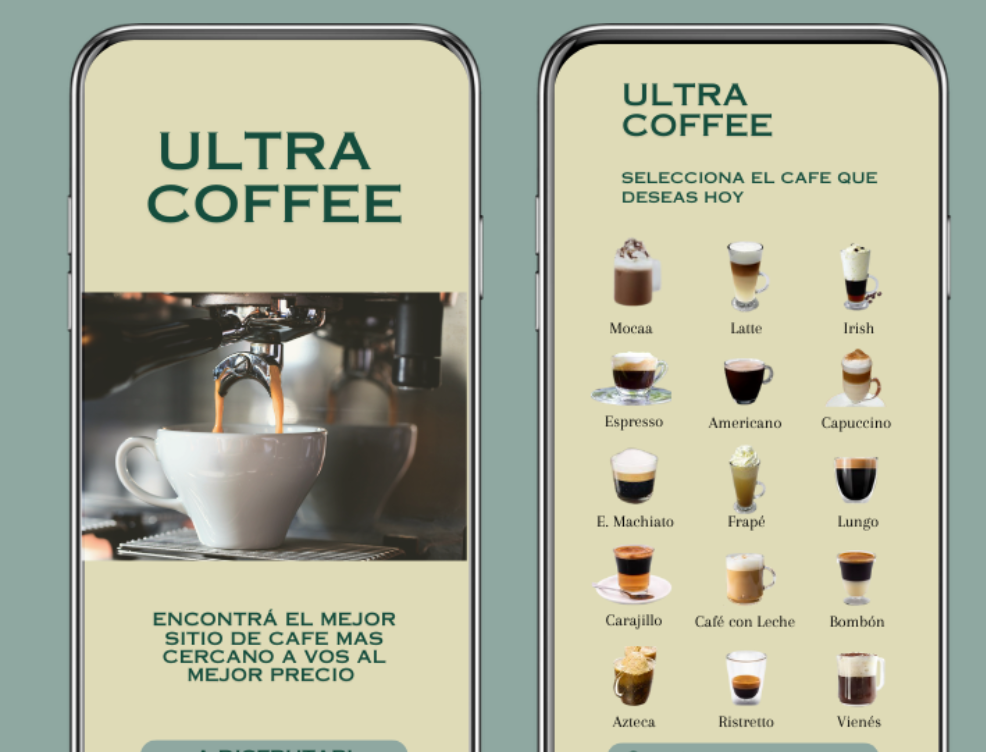 ULTRA
COFFEE
ENCONTRÁ EL MEJOR
SITIO DE CAFE MAS
CERCANO A VOS AL
MEJOR PRECIO
ULTRA
COFFEE
SELECCIONA EL CAFE QUE
DESEAS HOY
Mocaa Latte Irish
Espresso Americano Capuccino
E. Machiato Frapé Lungo
Carajillo Café con Leche Bombón
Azteca Ristretto Vienés